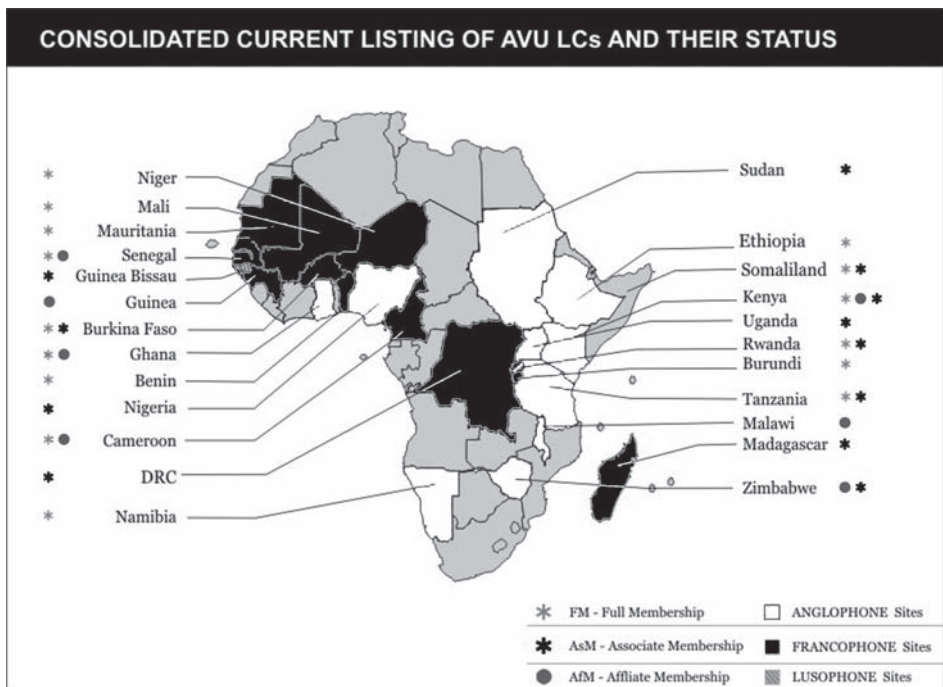 CONSOLIDATED CURRENT LISTING OF AVU LCs AND THEIR STATUS
Niger
Mali
Mauritania
Senegal
Guinea Bissau
Guinea
Burkina Faso
Ghana
Benin
Nigeria
Cameroon
DRC
Namibia
Sudan
Ethiopia
Somaliland
Kenya
Uganda
Rwanda
Burundi
Tanzania
Malawi
Madagascar
Zimbabwe
FM - Full Membership
AsM - Associate Membership
AfM - Affliate Membership
ANGLOPHONE Sites
FRANCOPHONE Sites
LUSOPHONE Sites